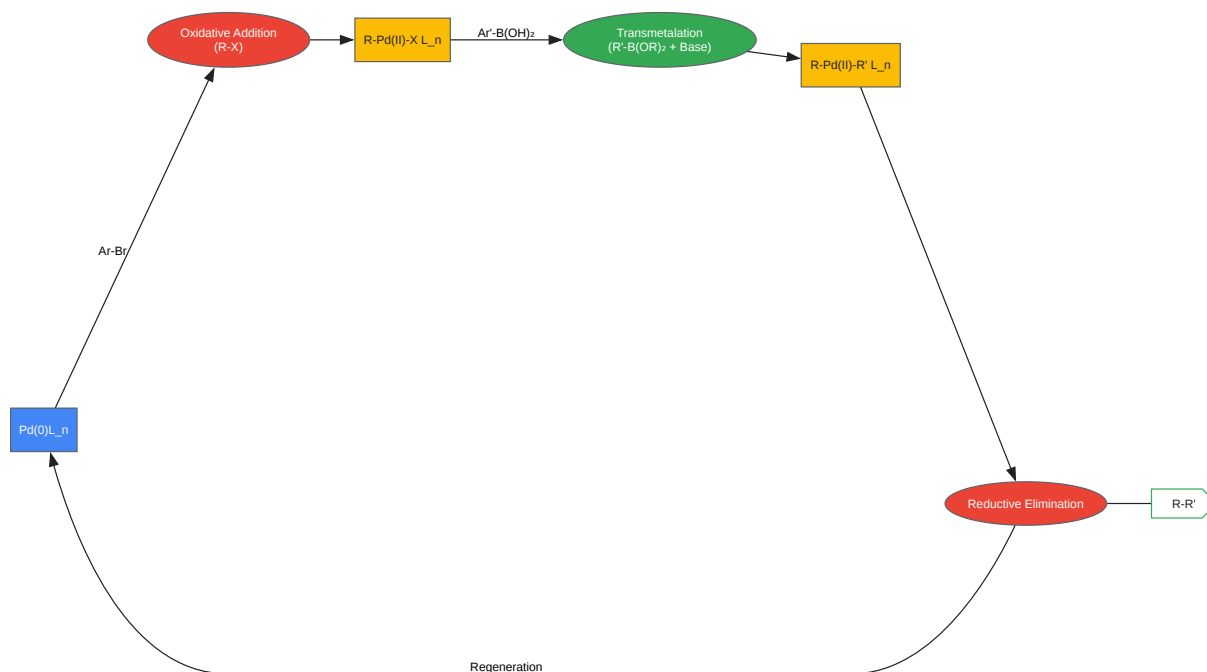 Oxidative Addition
(R-X)
R-Pd(II)-X L_n
Ar'-B(OH)₂
Transmetalation
(R'-B(OR)₂ + Base)
R-Pd(II)-R' L_n
Ar-Br
Pd(0)L_n
Reductive Elimination
R-R'
Regeneration